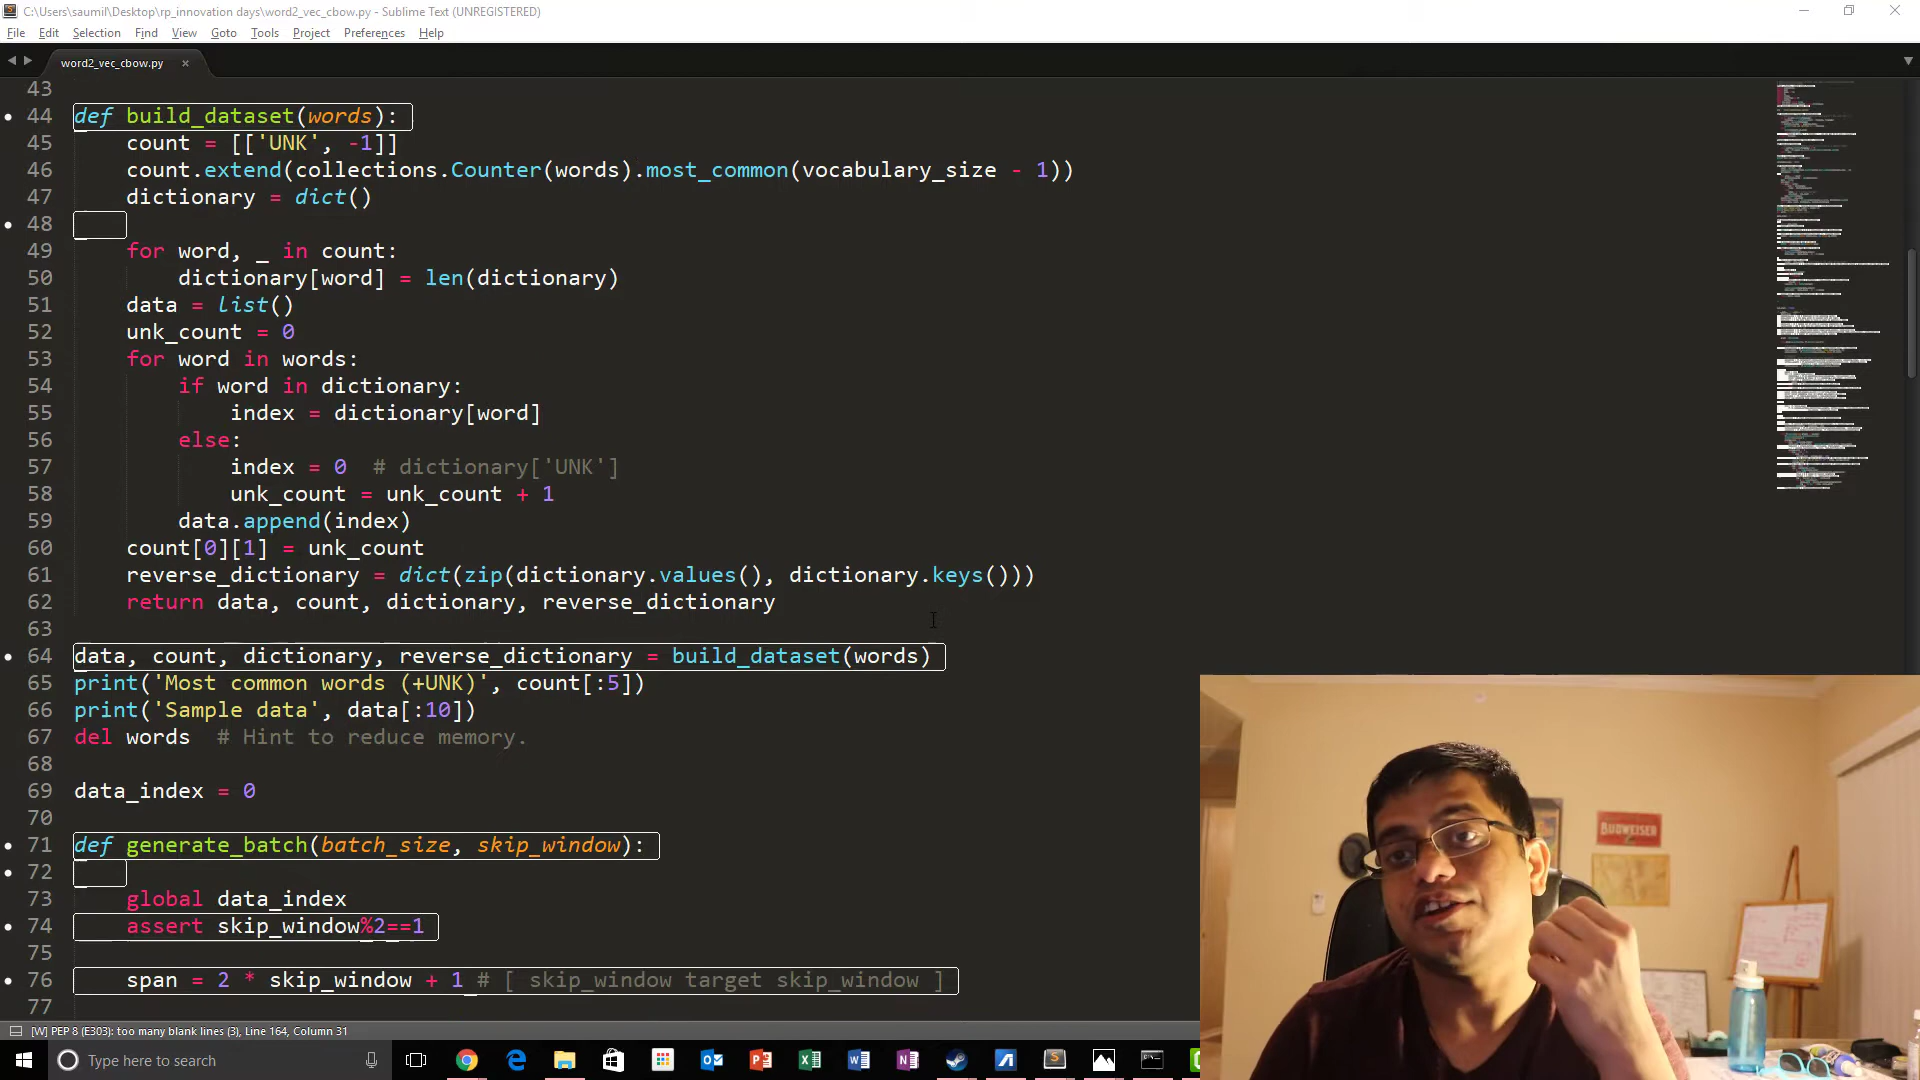 C:\Users\saumil\Desktop\rp_innovation days\word2_vec_cbow.py - Sublime Text (UNREGISTERED)
File Edit Selection Find View Goto Tools Project Preferences Help
word2_vec_cbow.py ×
43
44 def build_dataset(words):
45 count = [['UNK', -1]]
46 count.extend(collections.Counter(words).most_common(vocabulary_size - 1))
47 dictionary = dict()
48
49 for word, _ in count:
50 dictionary[word] = len(dictionary)
51 data = list()
52 unk_count = 0
53 for word in words:
54 if word in dictionary:
55 index = dictionary[word]
56 else:
57 index = 0 # dictionary['UNK']
58 unk_count = unk_count + 1
59 data.append(index)
60 count[0][1] = unk_count
61 reverse_dictionary = dict(zip(dictionary.values(), dictionary.keys()))
62 return data, count, dictionary, reverse_dictionary
63
64 data, count, dictionary, reverse_dictionary = build_dataset(words)
65 print('Most common words (+UNK)', count[:5])
66 print('Sample data', data[:10])
67 del words # Hint to reduce memory.
68
69 data_index = 0
70
71 def generate_batch(batch_size, skip_window):
72
73 global data_index
74 assert skip_window%2==1
75
76 span = 2 * skip_window + 1 # [ skip_window target skip_window ]
77
BUDWEISER
[W] PEP 8 (E303): too many blank lines (3), Line 164, Column 31
Type here to search